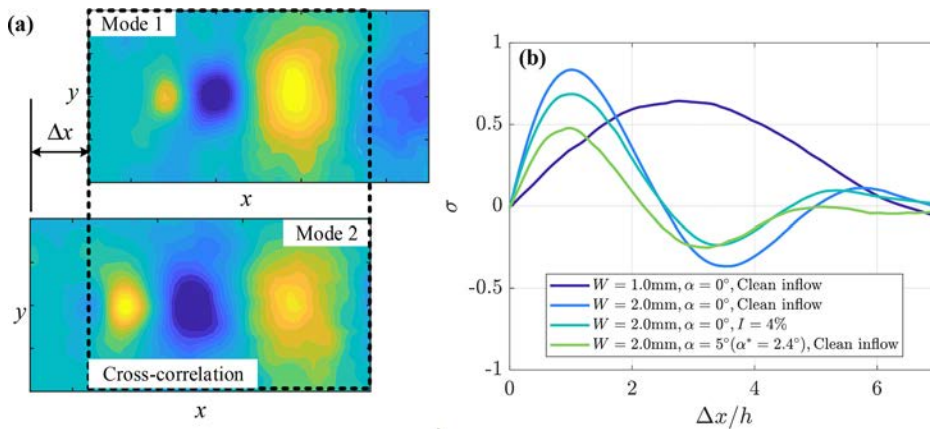 (a)
Mode 1
y
Δx
x
Mode 2
y
Cross-correlation
x
(b)
1
0.5
0
-0.5
-1
σ
W = 1.0mm, α = 0°, Clean inflow
W = 2.0mm, α = 0°, Clean inflow
W = 2.0mm, α = 0°, I = 4%
W = 2.0mm, α = 5°(α* = 2.4°), Clean inflow
0 2 4 6
Δx/h